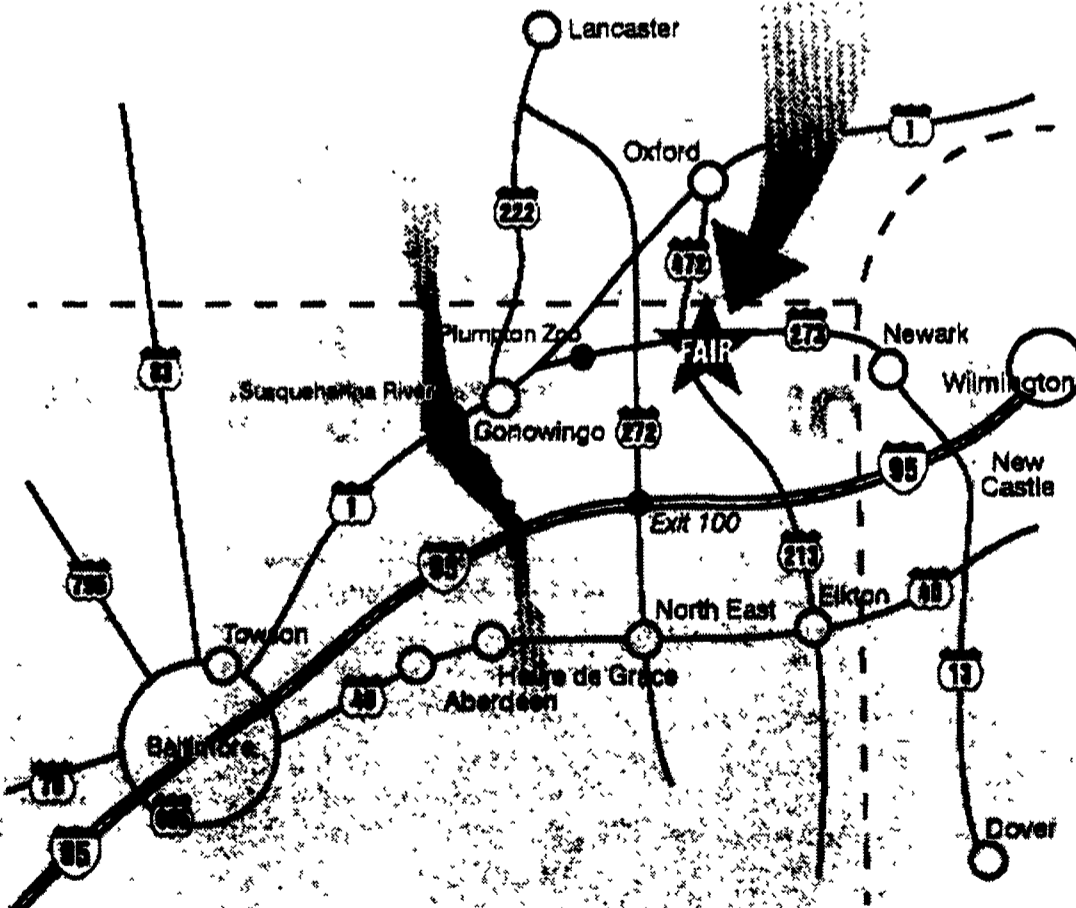 Lancaster
1
Oxford
222
472
Plumpton Zoo
FAIR
273
Newark
83
Wilmington
Susquehanna River
Conowingo
272
95
New
Castle
1
Exit 100
95
213
795
40
Elkton
North East
Towson
13
Havre de Grace
40
Aberdeen
Baltimore
70
695
95
Dover